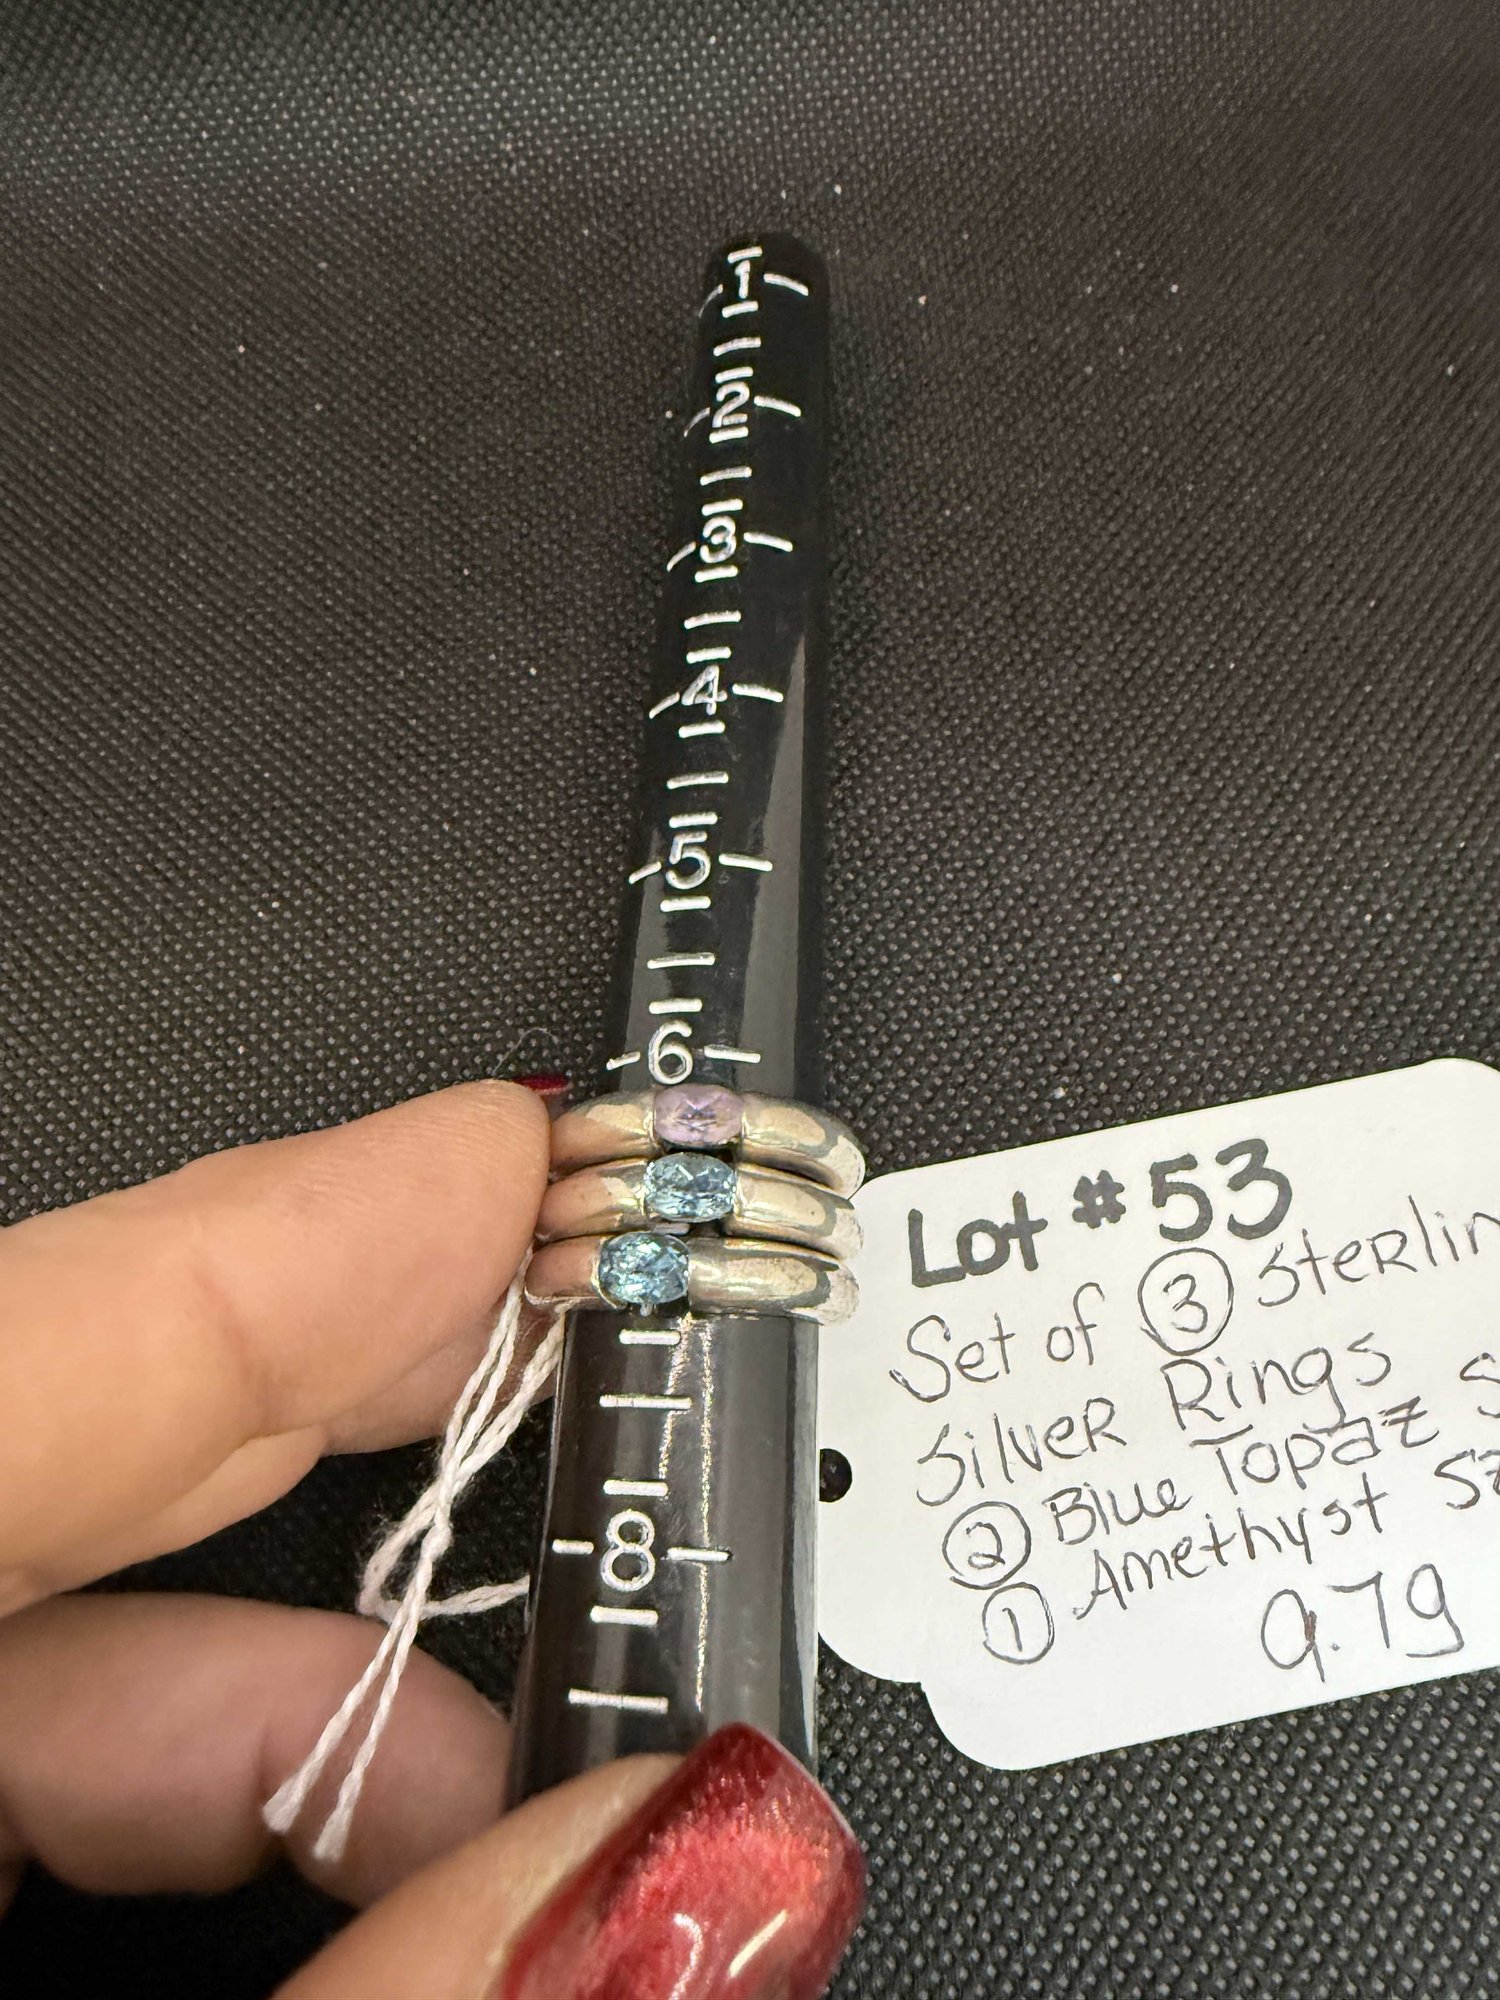 1
2
3
4
5
6
8
Lot #53
Set of 3
Silver Rings
2 Blue Topaz
1 Amethyst
9.7g